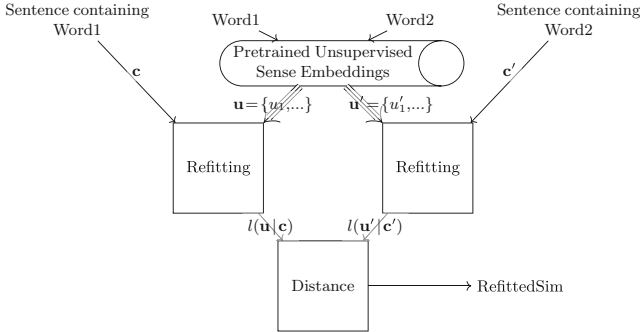 Sentence containing
Word1
Word1
Word2
Sentence containing
Word2
Pretrained Unsupervised
Sense Embeddings
c
c′
u={u₁,...}
u′={u′₁,...}
Refitting
Refitting
l(u|c)
l(u′|c′)
Distance
RefittedSim